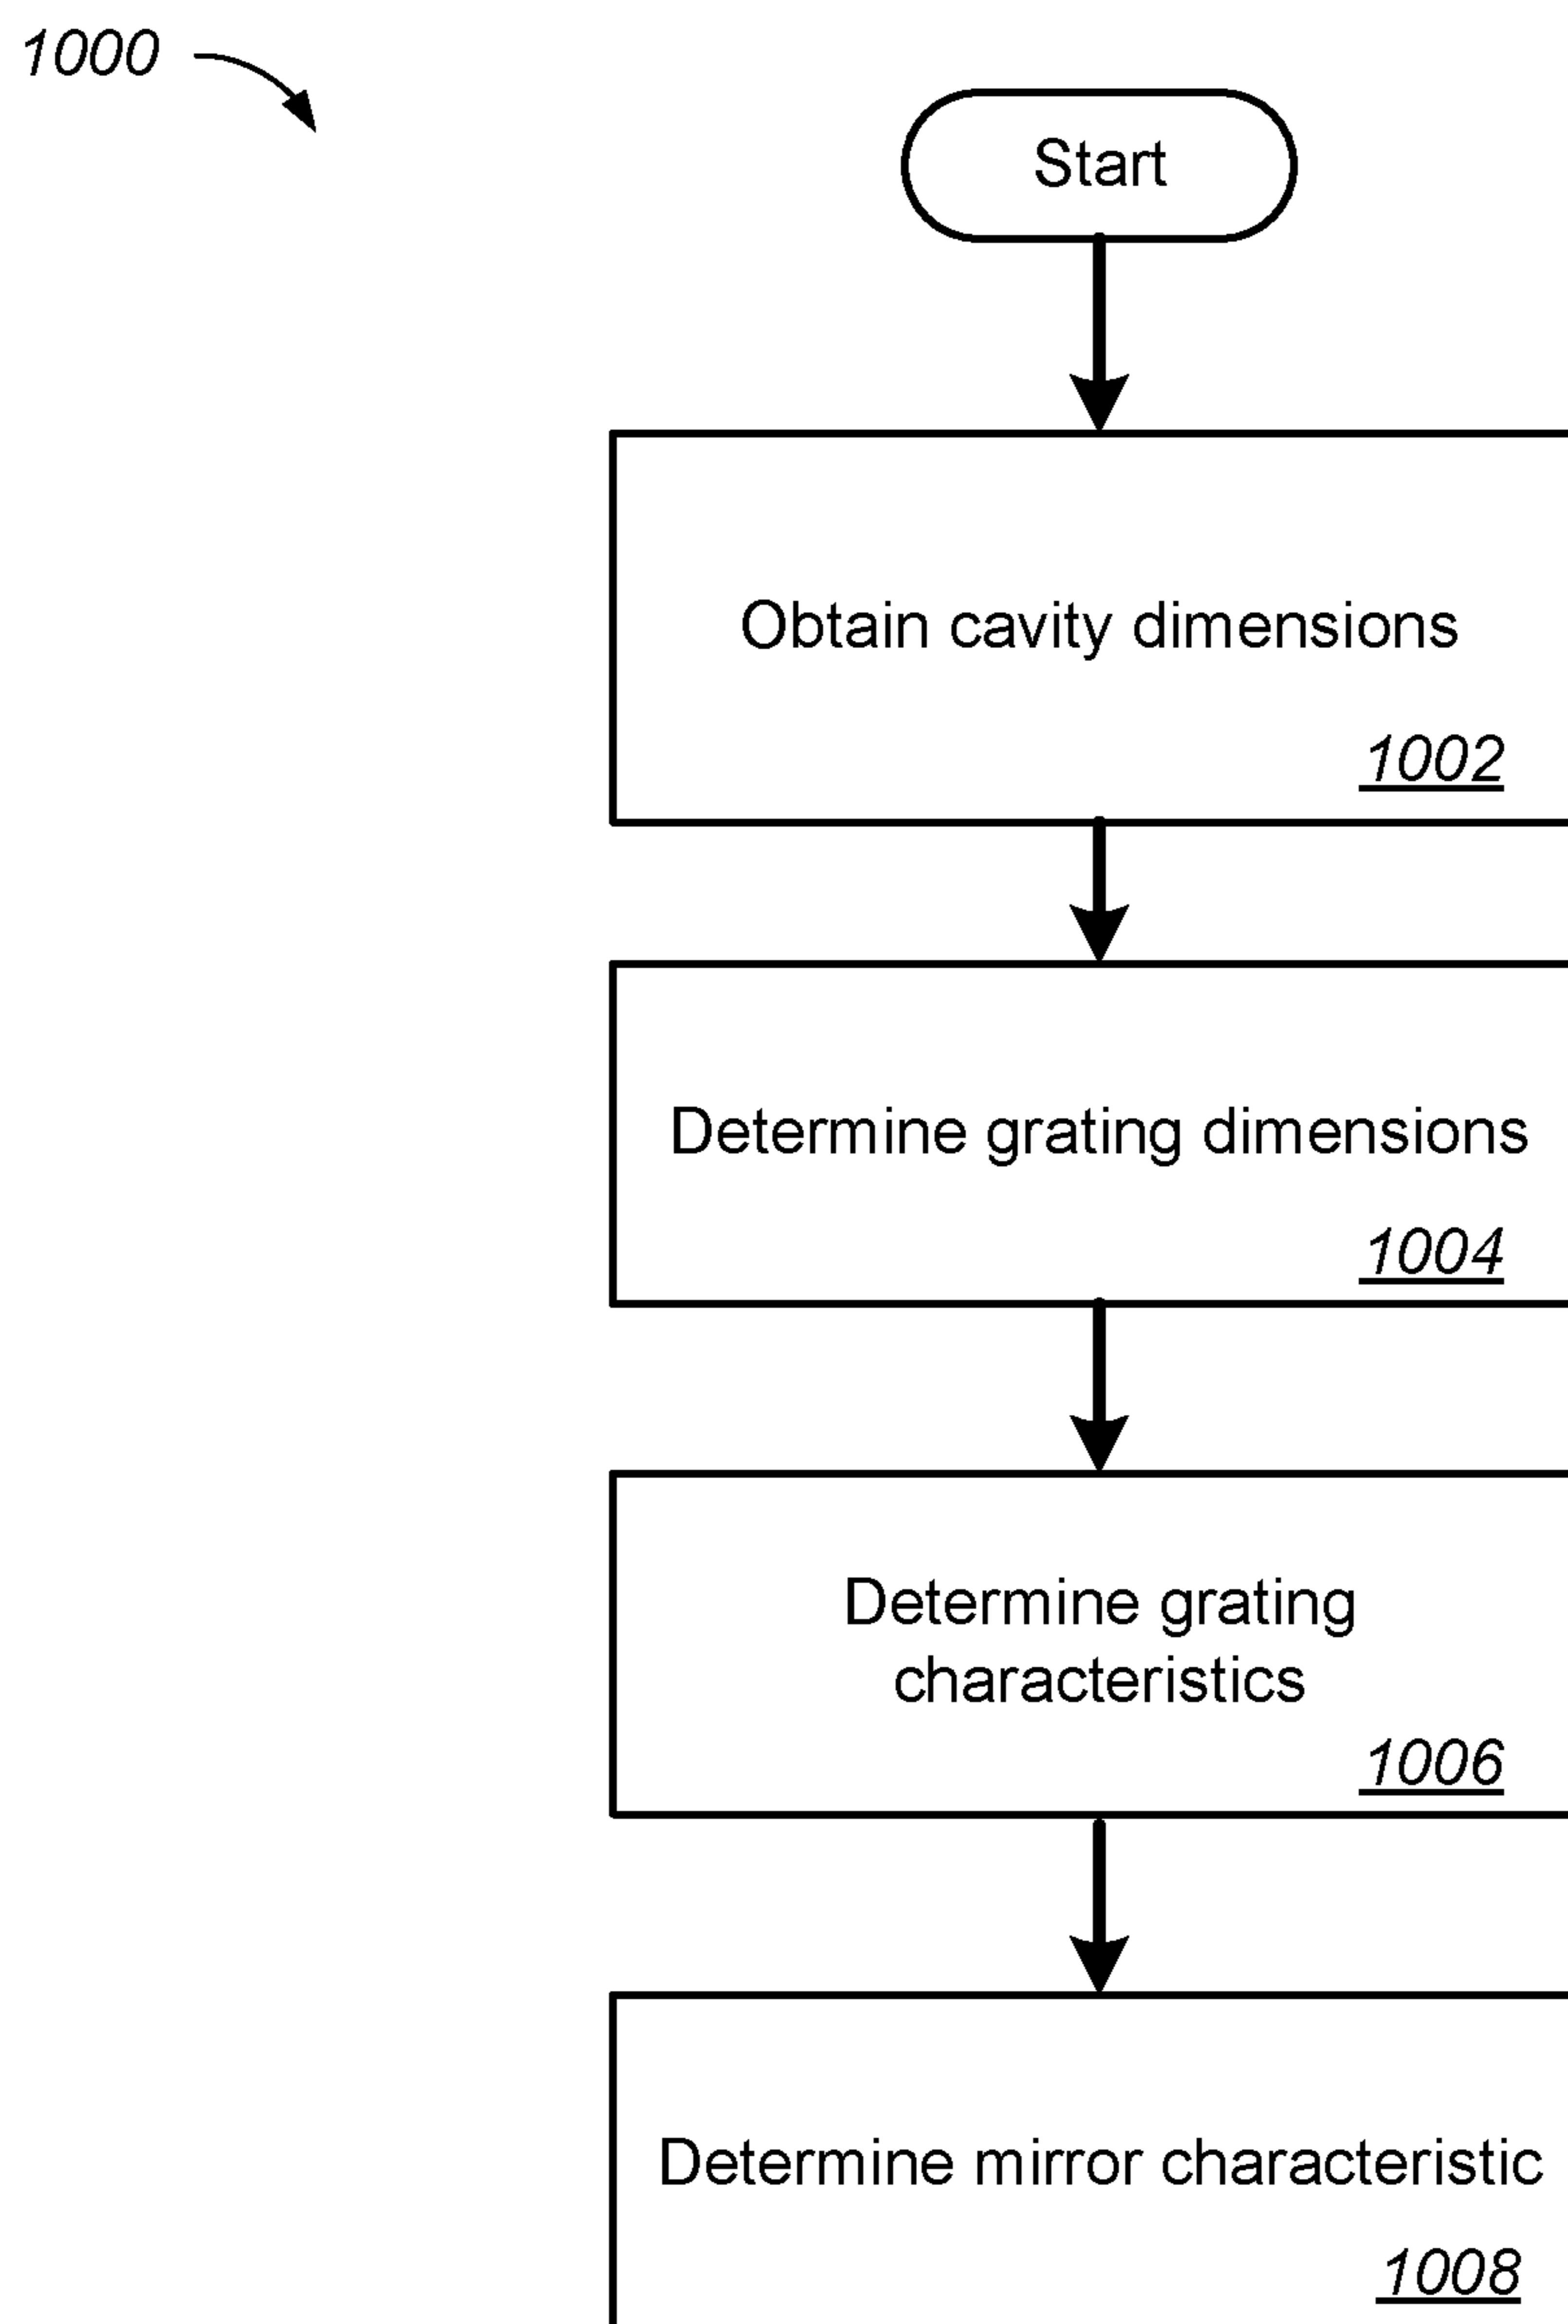 1000
Start
Obtain cavity dimensions
1002
Determine grating dimensions
1004
Determine grating
characteristics
1006
Determine mirror characteristic
1008